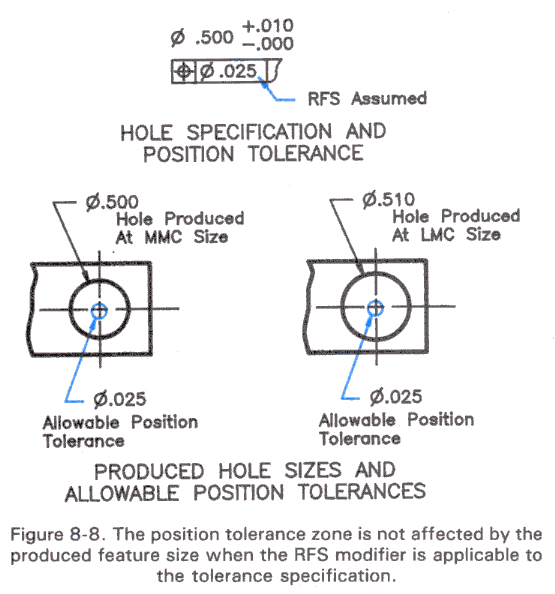 Ø .500 +.010
-.000
⌖ Ø .025
RFS Assumed
HOLE SPECIFICATION AND
POSITION TOLERANCE
Ø.500
Hole Produced
At MMC Size
Ø.510
Hole Produced
At LMC Size
Ø.025
Allowable Position
Tolerance
Ø.025
Allowable Position
Tolerance
PRODUCED HOLE SIZES AND
ALLOWABLE POSITION TOLERANCES
Figure 8-8. The position tolerance zone is not affected by the
produced feature size when the RFS modifier is applicable to
the tolerance specification.